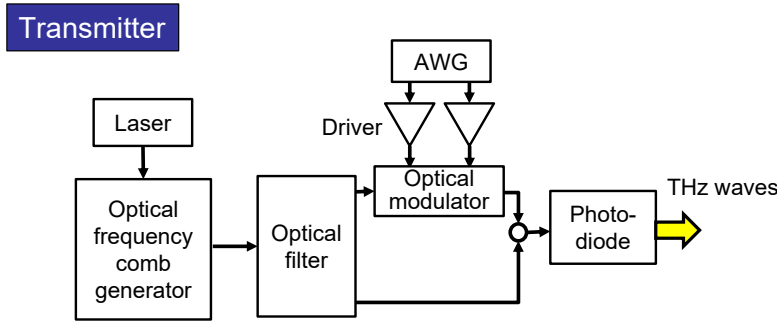 Transmitter
AWG
Laser
Driver
Optical
modulator
THz waves
Optical
frequency
comb
generator
Optical
filter
Photo-
diode